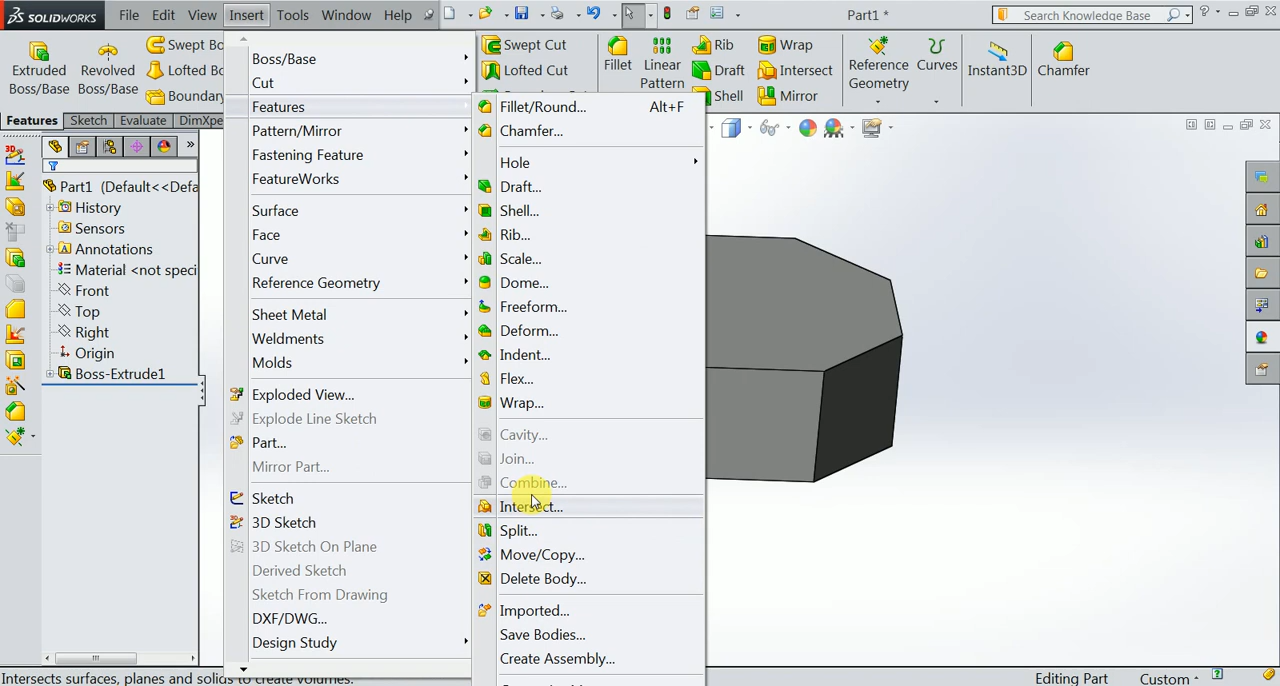 SOLIDWORKS File Edit View Insert Tools Window Help Part1 * Search Knowledge Base ?
Extruded Boss/Base
Revolved Boss/Base
Swept Bo
Lofted Bo
Boundary
Swept Cut
Lofted Cut
Fillet
Linear Pattern
Rib
Draft
Shell
Wrap
Intersect
Mirror
Reference Geometry
Curves
Instant3D
Chamfer
Features Sketch Evaluate DimXpe
»
Part1 (Default<<Defa
History
Sensors
Annotations
Material <not speci
Front
Top
Right
Origin
Boss-Extrude1
Boss/Base
Cut
Features
Pattern/Mirror
Fastening Feature
FeatureWorks
Surface
Face
Curve
Reference Geometry
Sheet Metal
Weldments
Molds
Exploded View...
Explode Line Sketch
Part...
Mirror Part...
Sketch
3D Sketch
3D Sketch On Plane
Derived Sketch
Sketch From Drawing
DXF/DWG...
Design Study
Fillet/Round... Alt+F
Chamfer...
Hole
Draft...
Shell...
Rib...
Scale...
Dome...
Freeform...
Deform...
Indent...
Flex...
Wrap...
Cavity...
Join...
Combine...
Intersect...
Split...
Move/Copy...
Delete Body...
Imported...
Save Bodies...
Create Assembly...
Intersects surfaces, planes and solids to create volumes.
Editing Part Custom